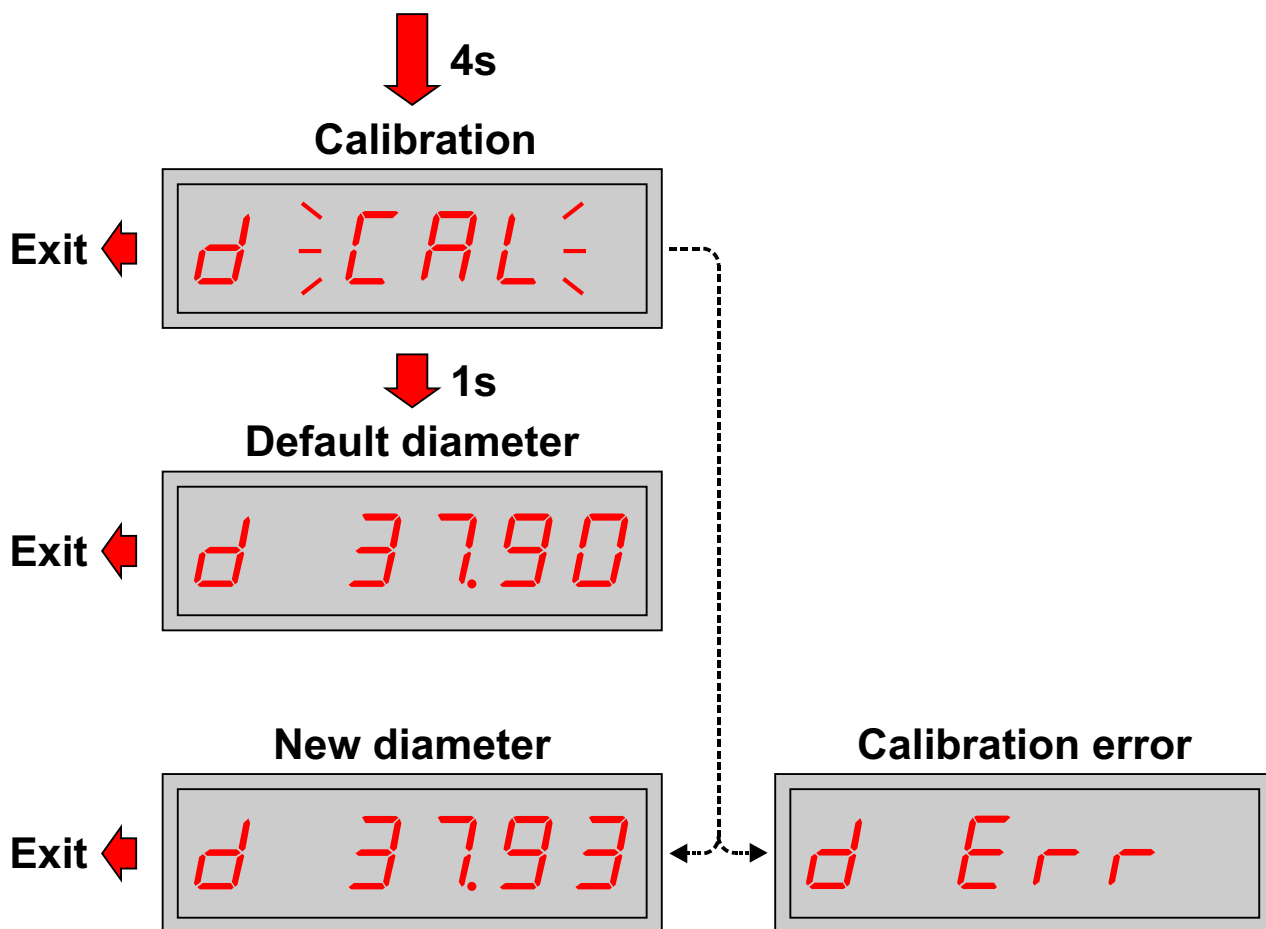 4s
Calibration
Exit
d CAL
1s
Default diameter
Exit
d 37.90
New diameter
Exit
d 37.93
Calibration error
d Err